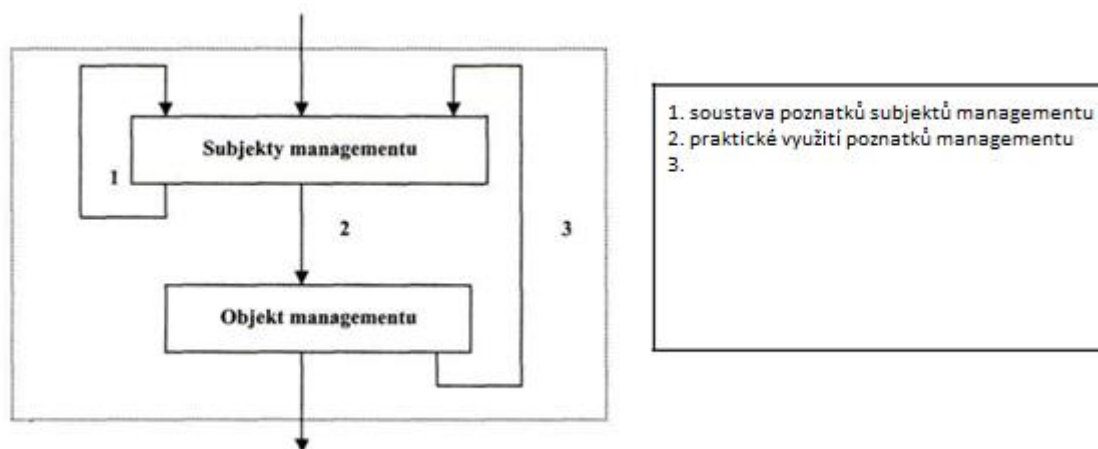 Subjekty managementu
1
2
3
Objekt managementu
1. soustava poznatků subjektů managementu
2. praktické využití poznatků managementu
3.